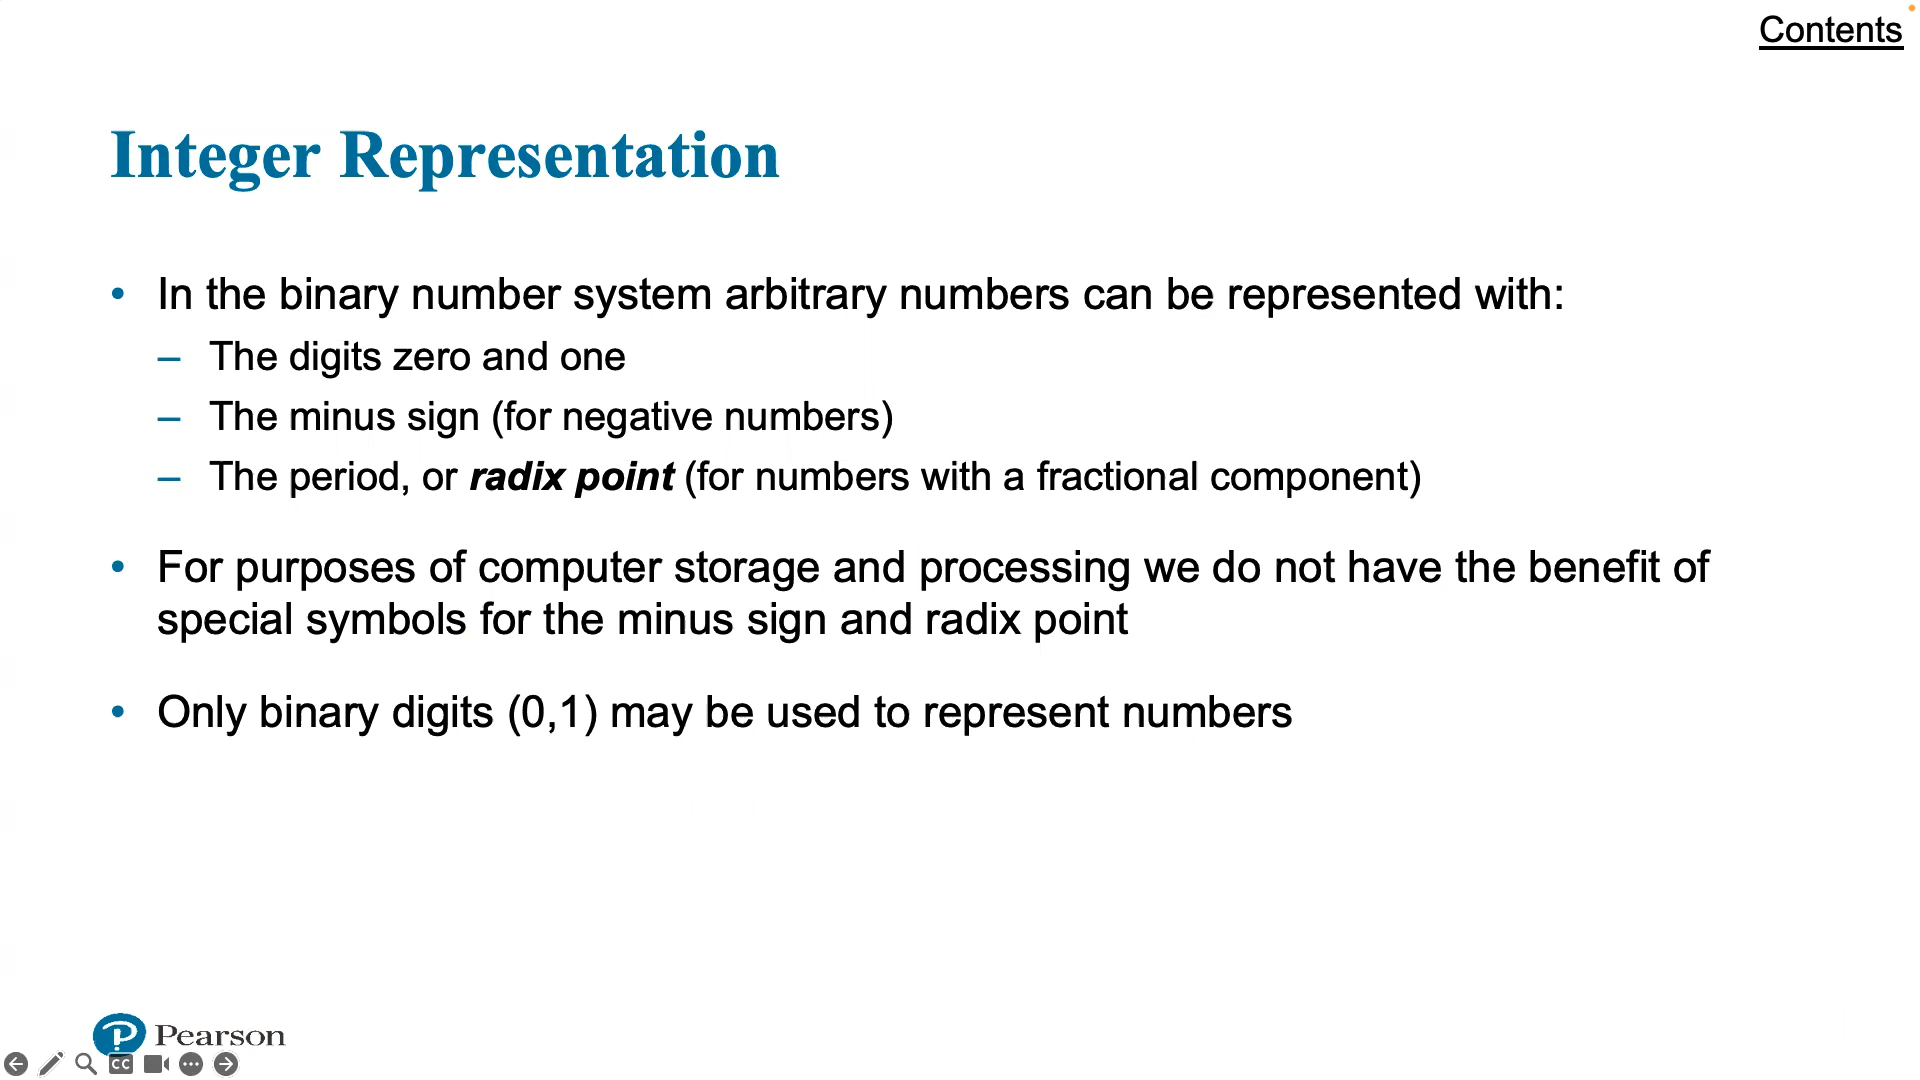 Contents
Integer Representation
• In the binary number system arbitrary numbers can be represented with:
– The digits zero and one
– The minus sign (for negative numbers)
– The period, or radix point (for numbers with a fractional component)
• For purposes of computer storage and processing we do not have the benefit of
special symbols for the minus sign and radix point
• Only binary digits (0,1) may be used to represent numbers
P Pearson
CC